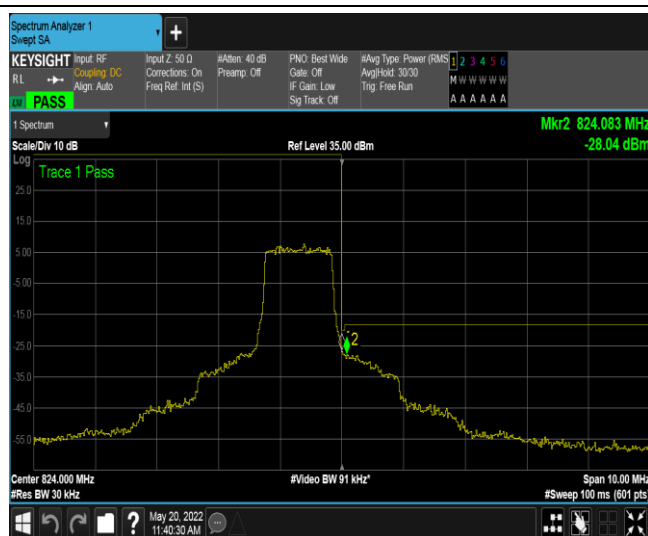 Spectrum Analyzer 1
Swept SA
+
KEYSIGHT
RL
LW PASS
Input: RF
Coupling: DC
Align: Auto
Input Z: 50 Ω
Corrections: On
Freq Ref: Int (S)
#Atten: 40 dB
Preamp: Off
PNO: Best Wide
Gate: Off
IF Gain: Low
Sig Track: Off
#Avg Type: Power (RMS
Avg|Hold: 30/30
Trig: Free Run
1 2 3 4 5 6
M W W W W W
A A A A A A
1 Spectrum
Mkr2 824.083 MHz
Scale/Div 10 dB
Ref Level 35.00 dBm
-28.04 dBm
Log
Trace 1 Pass
25.0
15.0
5.00
-5.00
-15.0
-25.0
2
-35.0
-45.0
-55.0
Center 824.000 MHz
#Video BW 91 kHz*
Span 10.00 MHz
#Res BW 30 kHz
#Sweep 100 ms (601 pts)
?
May 20, 2022
11:40:30 AM